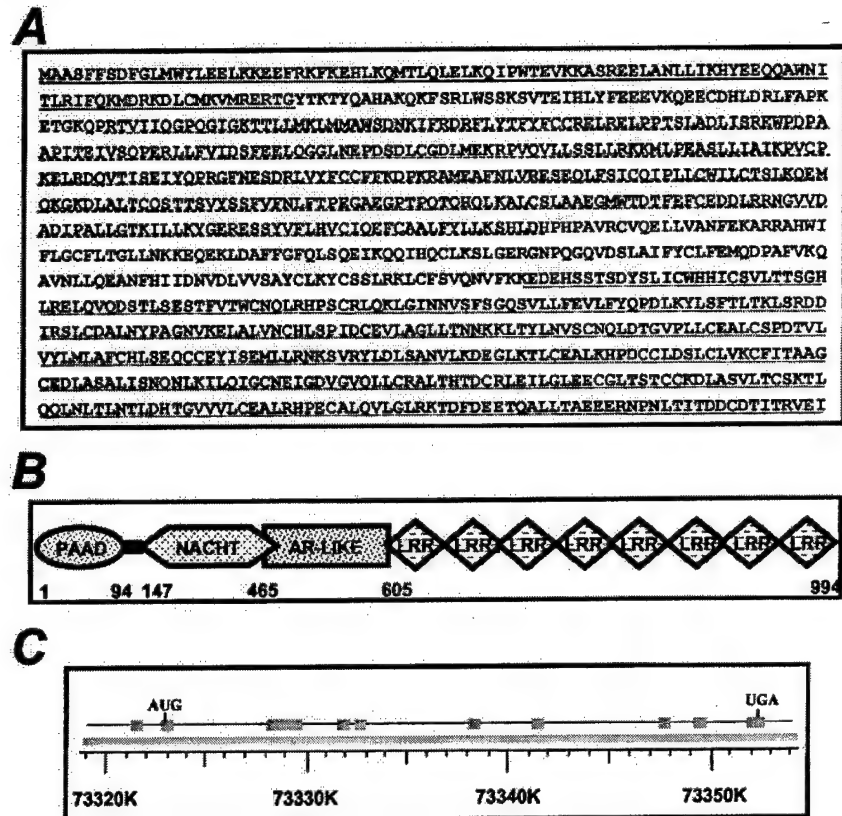 A
MAASFFSDFGLMWYLEELKKEEFRKFKEHLKQMTLQLELKQIPWTEVKKASREELANLLIKHYEEQQAWNI
TLRIFQKMDRKDLCMKVMRERTGYTKTYQAHAKQKFSRLWSSKSVTEIHLYFEEEVKQEECDHLDRLFAPK
ETGKQPRTVIIQGPQGIGKTTLLMKLMMAWSDNKIFRDRFLYTFYFCCRELRELPPTSLADLISREWPDPA
APITEIVSQPERLLFVIDSFEELQGGLNEPDSDLCGDLMEKRPVQVLLSSLLRKKMLPEASLLIAIKPVCP
KELRDQVTISEIYQPRGFNESDRLVYFCCFFKDPKRAMEAFNLVRESEQLFSICQIPLLCWILCTSLKQEM
QKGKDLALTCQSTTSVYSSFVFNLFTPEGAEGPTPQTQHQLKALCSLAAEGMWTDTFEFCEDDLRRNGVVD
ADIPALLGTKILLKYGERESSYVFLHVCIQEFCAALFYLLKSHLDHPHPAVRCVQELLVANFEKARRAHWI
FLGCFLTGLLNKKEQEKLDAFFGFQLSQEIKQQIHQCLKSLGERGNPQGQVDSLAIFYCLFEMQDPAFVKQ
AVNLLQEANFHIIDNVDLVVSAYCLKYCSSLRKLCFSVQNVFKKEDEHSSTSDYSLICWHHICSVLTTSGH
LRELQVQDSTLSESTFVTWCNQLRHPSCRLQKLGINNVSFSGQSVLLFEVLFYQPDLKYLSFTLTKLSRDD
IRSLCDALNYPAGNVKELALVNCHLSPIDCEVLAGLLTNNKKLTYLNVSCNQLDTGVPLLCEALCSPDTVL
VYLMLAFCHLSEQCCEYISEMLLRNKSVRYLDLSANVLKDEGLKTLCEALKHPDCCLDSLCLVKCFITAAG
CEDLASALISNQNLKILQIGCNEIGDVGVQLLCRALTHTDCRLEILGLEECGLTSTCCKDLASVLTCSKTL
QQLNLTLNTLDHTGVVVLCEALRHPECALQVLGLRKTDFDEETQALLTAEEERNPNLTITDDCDTITRVEI
B
PAAD NACHT AR-LIKE LRR LRR LRR LRR LRR LRR LRR LRR
1 94 147 465 605 994
C
AUG UGA
73320K 73330K 73340K 73350K